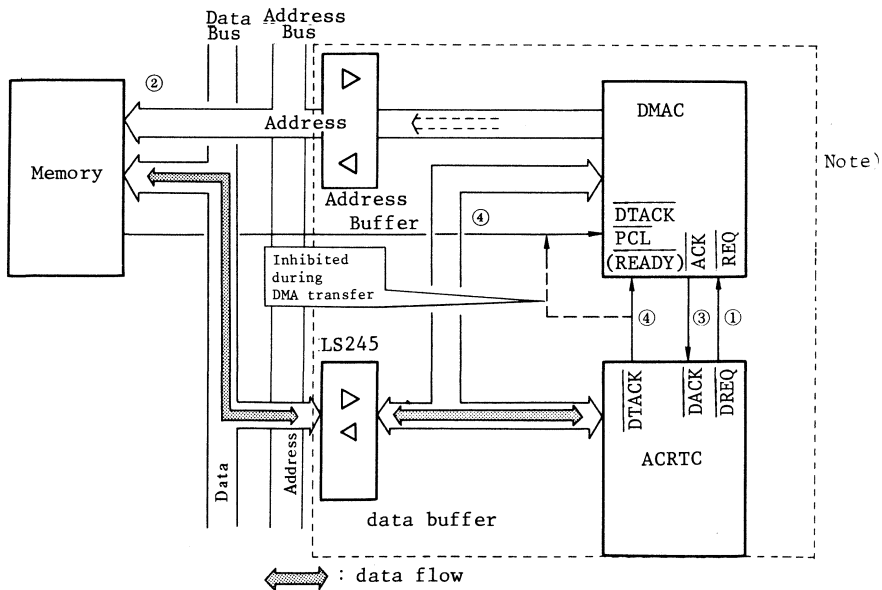 Data Address
Bus Bus
②
Memory
Address
Address
Buffer
DMAC
Note)
④
DTACK
PCL
(READY)
ACK
REQ
Inhibited
during
DMA transfer
④
③
①
LS245
DTACK
DACK
DREQ
ACRTC
Data
Address
data buffer
: data flow